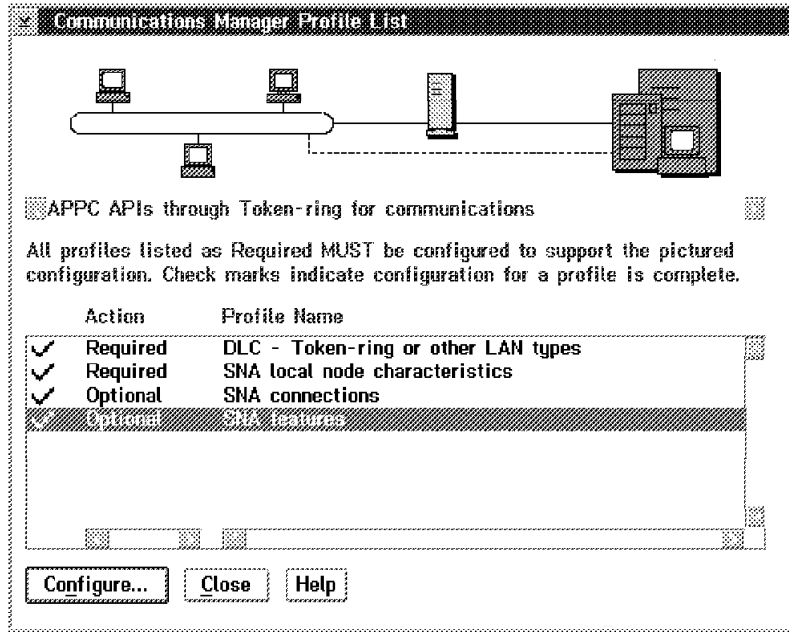 Communications Manager Profile List
APPC APIs through Token-ring for communications
All profiles listed as Required MUST be configured to support the pictured
configuration. Check marks indicate configuration for a profile is complete.
Action Profile Name
Required DLC - Token-ring or other LAN types
Required SNA local node characteristics
Optional SNA connections
Optional SNA features
Configure... Close Help